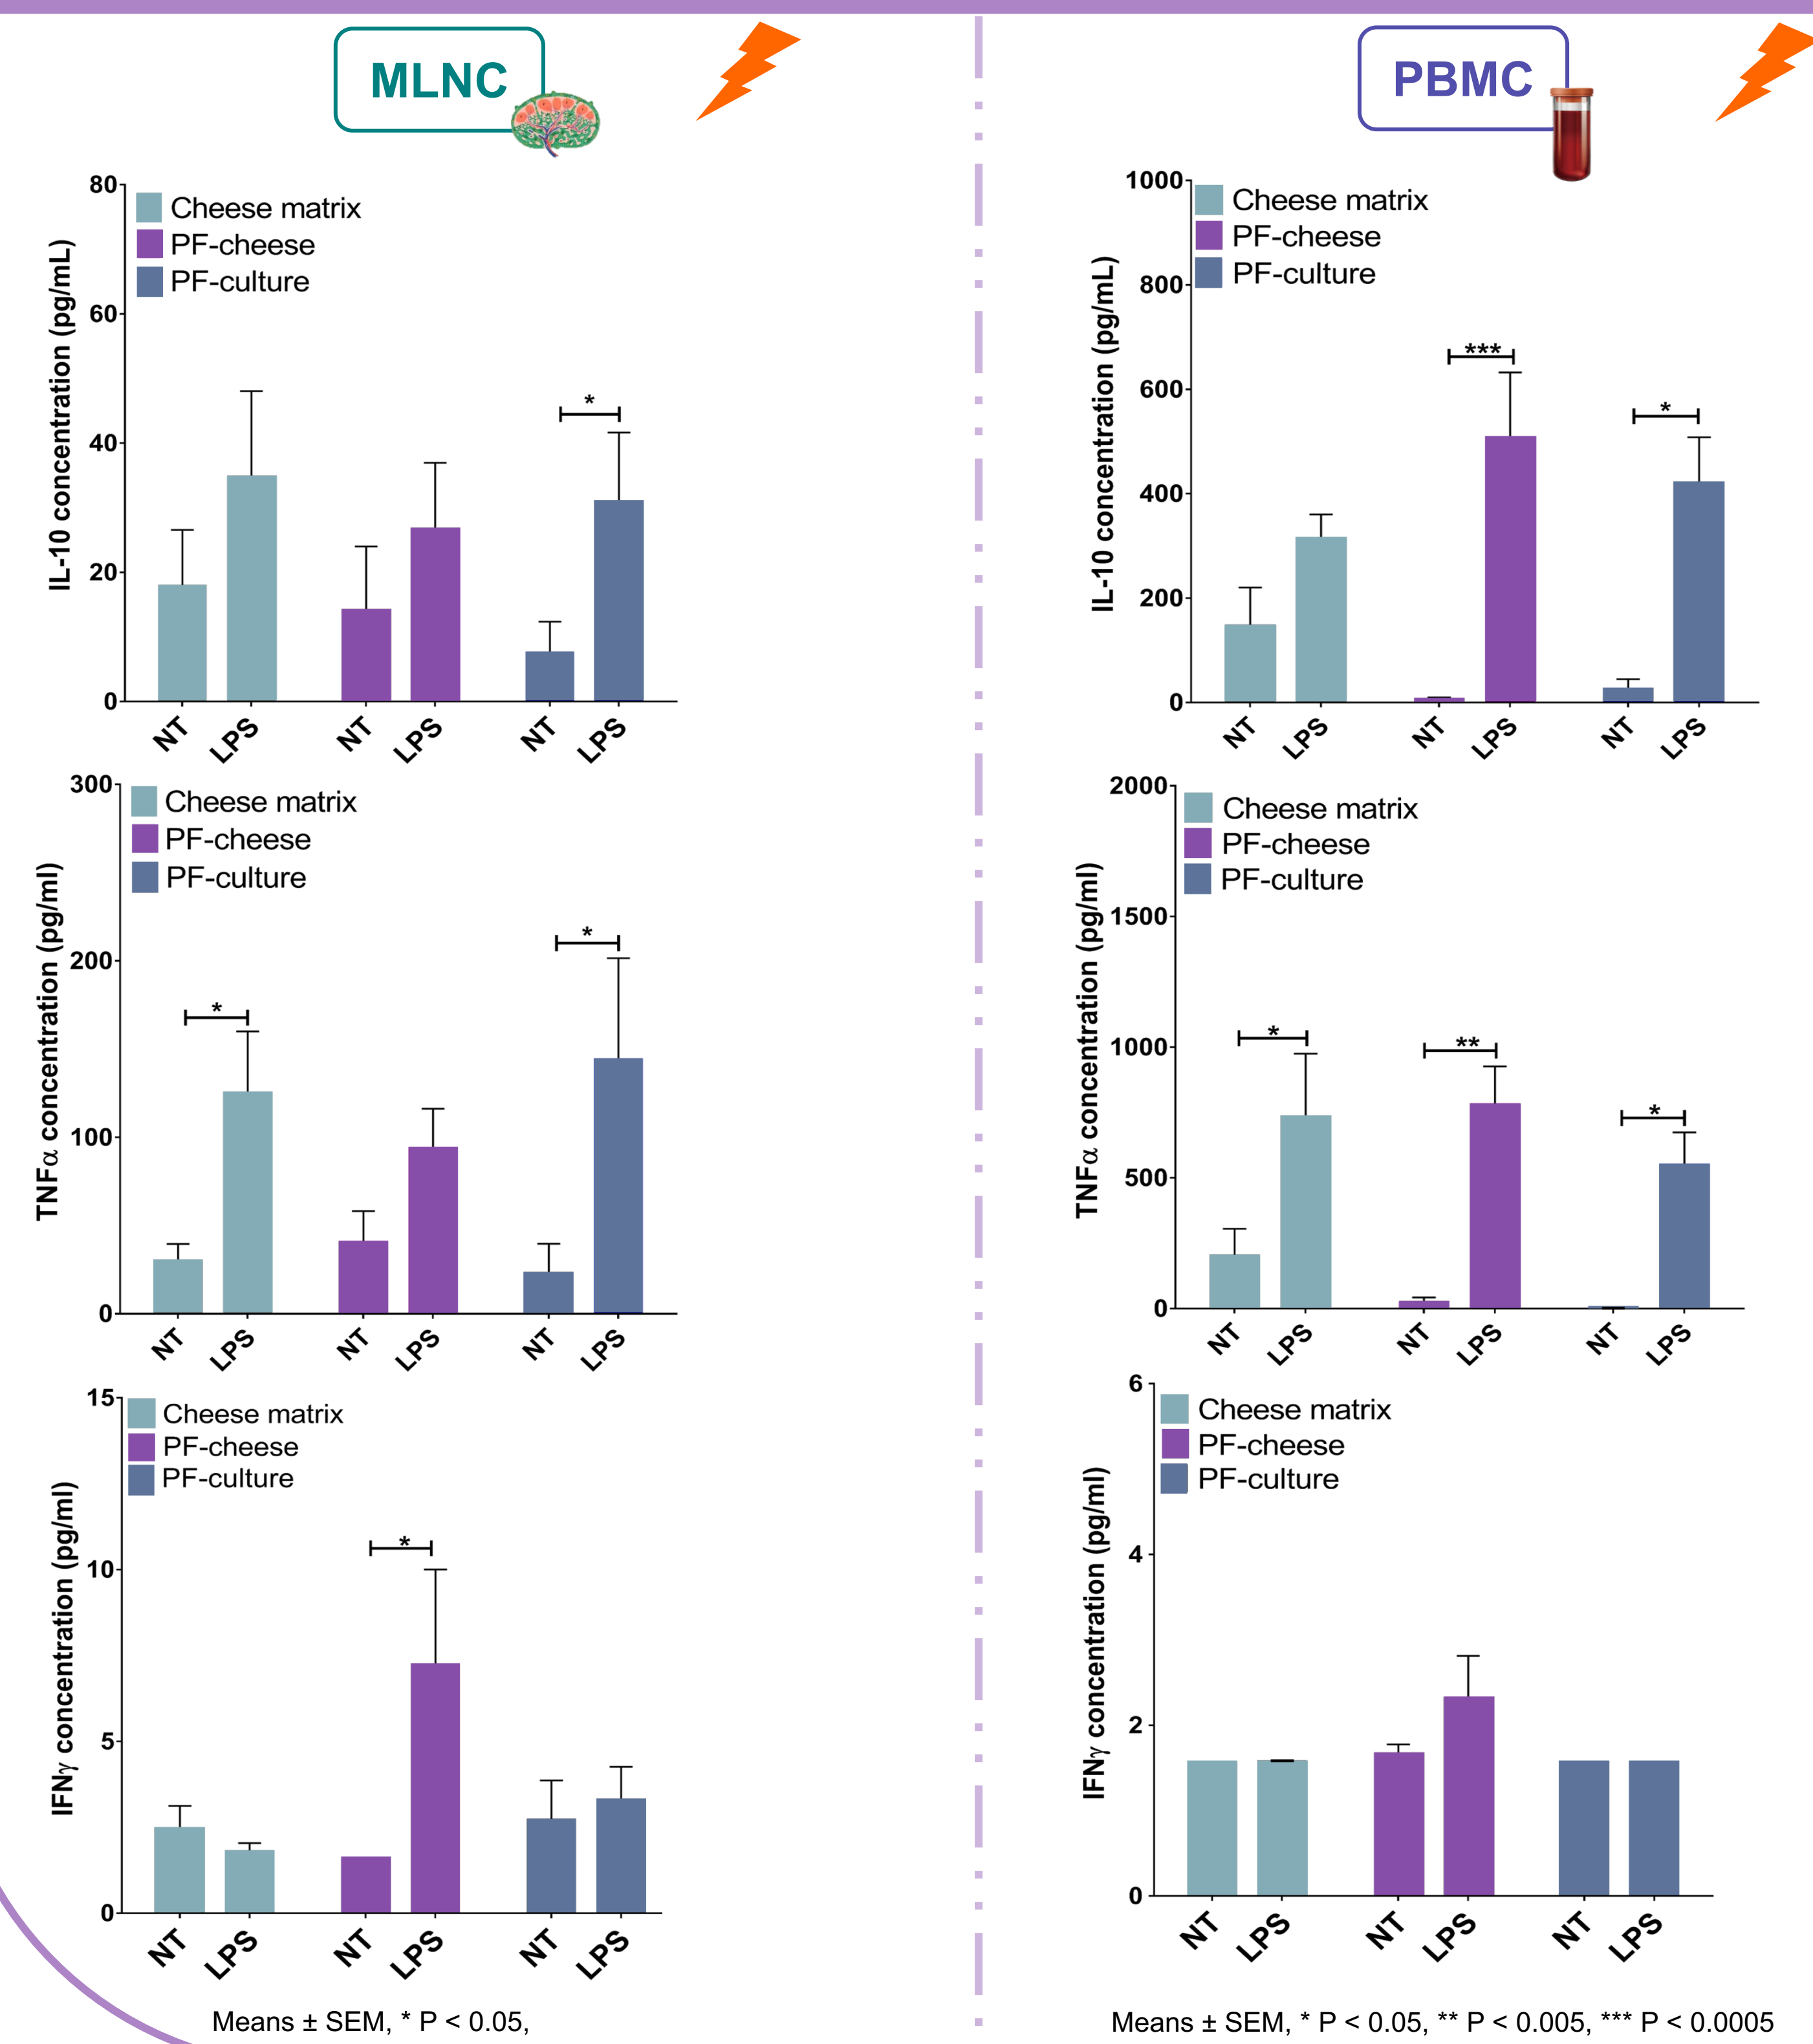 MLNC
PBMC
IL-10 concentration (pg/mL)
80
60
40
20
0
Cheese matrix
PF-cheese
PF-culture
*
NT LPS NT LPS NT LPS
IL-10 concentration (pg/mL)
1000
800
600
400
200
0
Cheese matrix
PF-cheese
PF-culture
***
*
NT LPS NT LPS NT LPS
TNFα concentration (pg/ml)
300
200
100
0
Cheese matrix
PF-cheese
PF-culture
*
*
NT LPS NT LPS NT LPS
TNFα concentration (pg/ml)
2000
1500
1000
500
0
Cheese matrix
PF-cheese
PF-culture
*
**
*
NT LPS NT LPS NT LPS
IFNγ concentration (pg/ml)
15
10
5
0
Cheese matrix
PF-cheese
PF-culture
*
NT LPS NT LPS NT LPS
IFNγ concentration (pg/ml)
6
4
2
0
Cheese matrix
PF-cheese
PF-culture
NT LPS NT LPS NT LPS
Means ± SEM, * P < 0.05,
Means ± SEM, * P < 0.05, ** P < 0.005, *** P < 0.0005